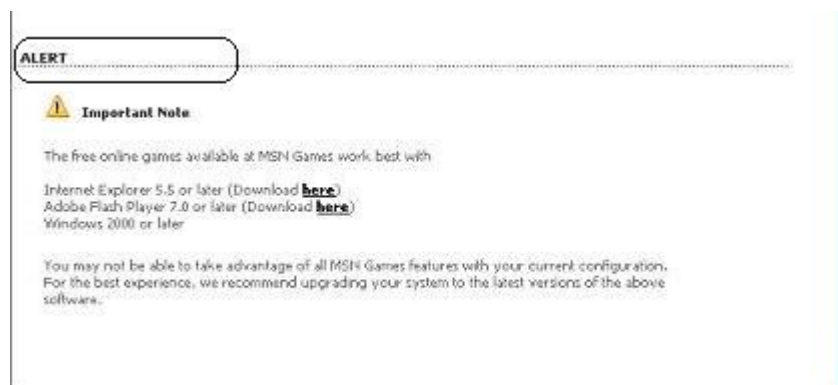 ALERT
Important Note
The free online games available at MSN Games work best with
Internet Explorer 5.5 or later (Download here)
Adobe Flash Player 7.0 or later (Download here)
Windows 2000 or later
You may not be able to take advantage of all MSN Games features with your current configuration.
For the best experience, we recommend upgrading your system to the latest versions of the above
software.